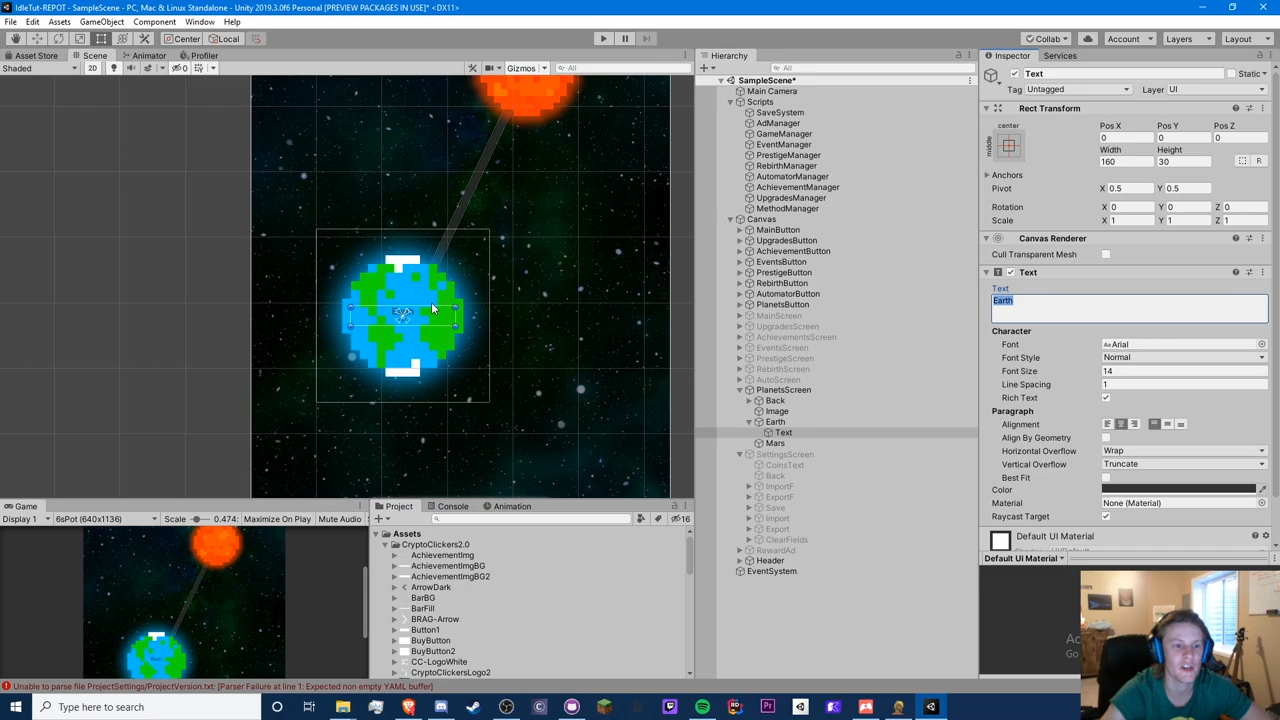 IdleTut-REPOT - SampleScene - PC, Mac & Linux Standalone - Unity 2019.3.0f6 Personal [PREVIEW PACKAGES IN USE]* <DX11>
File Edit Assets GameObject Component Window Help
Center Local Collab Account Layers Layout
Asset Store Scene Animator Profiler
Shaded 2D 0 Gizmos All
Hierarchy
All
SampleScene*
Main Camera
Scripts
SaveSystem
AdManager
GameManager
EventManager
PrestigeManager
RebirthManager
AutomatorManager
AchievementManager
UpgradesManager
MethodManager
Canvas
MainButton
UpgradesButton
AchievementButton
EventsButton
PrestigeButton
RebirthButton
AutomatorButton
PlanetsButton
MainScreen
UpgradesScreen
AchievementsScreen
EventsScreen
PrestigeScreen
RebirthScreen
AutoScreen
PlanetsScreen
Back
Image
Earth
Text
Mars
SettingsScreen
CoinsText
Back
ImportF
ExportF
Save
Import
Export
ClearFields
RewardAd
Header
EventSystem
Inspector Services
Text Static
Tag Untagged Layer UI
Rect Transform
center
middle
Pos X Pos Y Pos Z
0 0 0
Width Height
160 30
R
Anchors
Pivot X 0.5 Y 0.5
Rotation X 0 Y 0 Z 0
Scale X 1 Y 1 Z 1
Canvas Renderer
Cull Transparent Mesh
Text
Text
Earth
Character
Font Arial
Font Style Normal
Font Size 14
Line Spacing 1
Rich Text
Paragraph
Alignment
Align By Geometry
Horizontal Overflow Wrap
Vertical Overflow Truncate
Best Fit
Color
Material None (Material)
Raycast Target
Default UI Material
Default UI Material
Game
Display 1 6sPot (640x1136) Scale 0.474: Maximize On Play Mute Audio
Project Console Animation
16
Assets
CryptoClickers2.0
AchievementImg
AchievementImgBG
AchievementImgBG2
ArrowDark
BarBG
BarFill
BRAG-Arrow
Button1
BuyButton
BuyButton2
CC-LogoWhite
CryptoClickersLogo2
Go
Unable to parse file ProjectSettings/ProjectVersion.txt: [Parser Failure at line 1: Expected non empty YAML buffer]
Type here to search